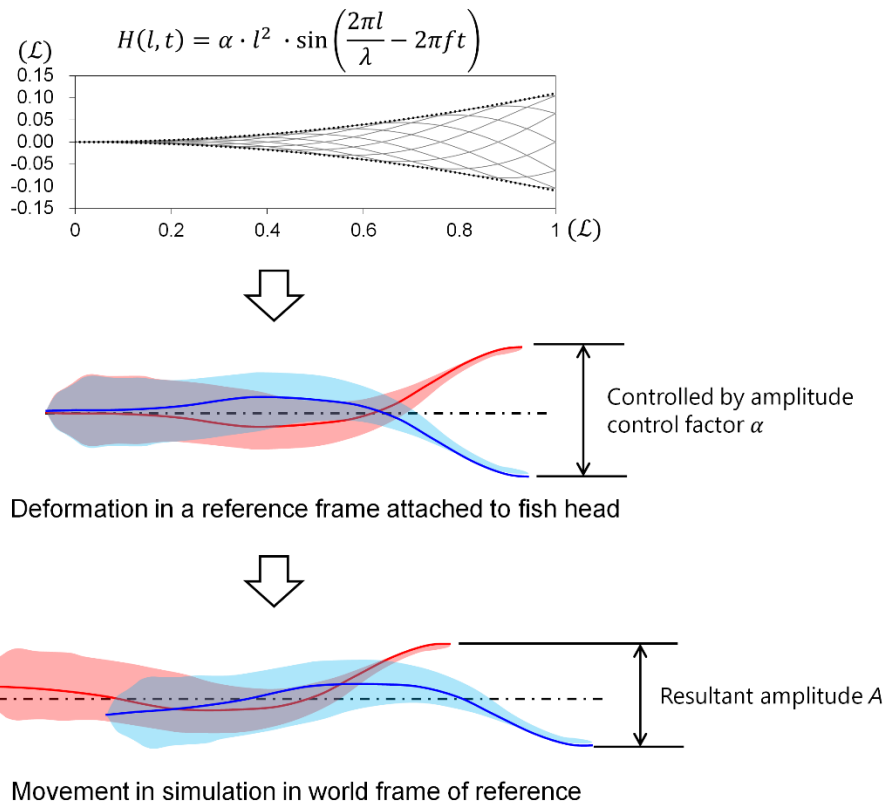 H(l, t) = α · l² · sin(2πl/λ − 2πft)
(ℒ)
0.15
0.10
0.05
0.00
-0.05
-0.10
-0.15
0 0.2 0.4 0.6 0.8 1 (ℒ)
Controlled by amplitude
control factor α
Deformation in a reference frame attached to fish head
Resultant amplitude A
Movement in simulation in world frame of reference